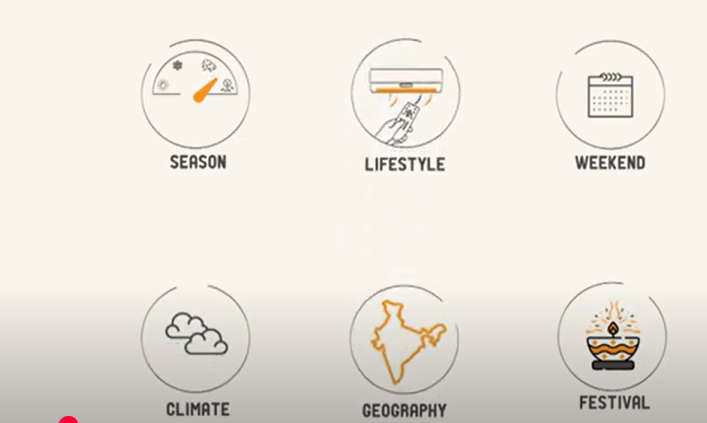 SEASON
LIFESTYLE
WEEKEND
CLIMATE
GEOGRAPHY
FESTIVAL